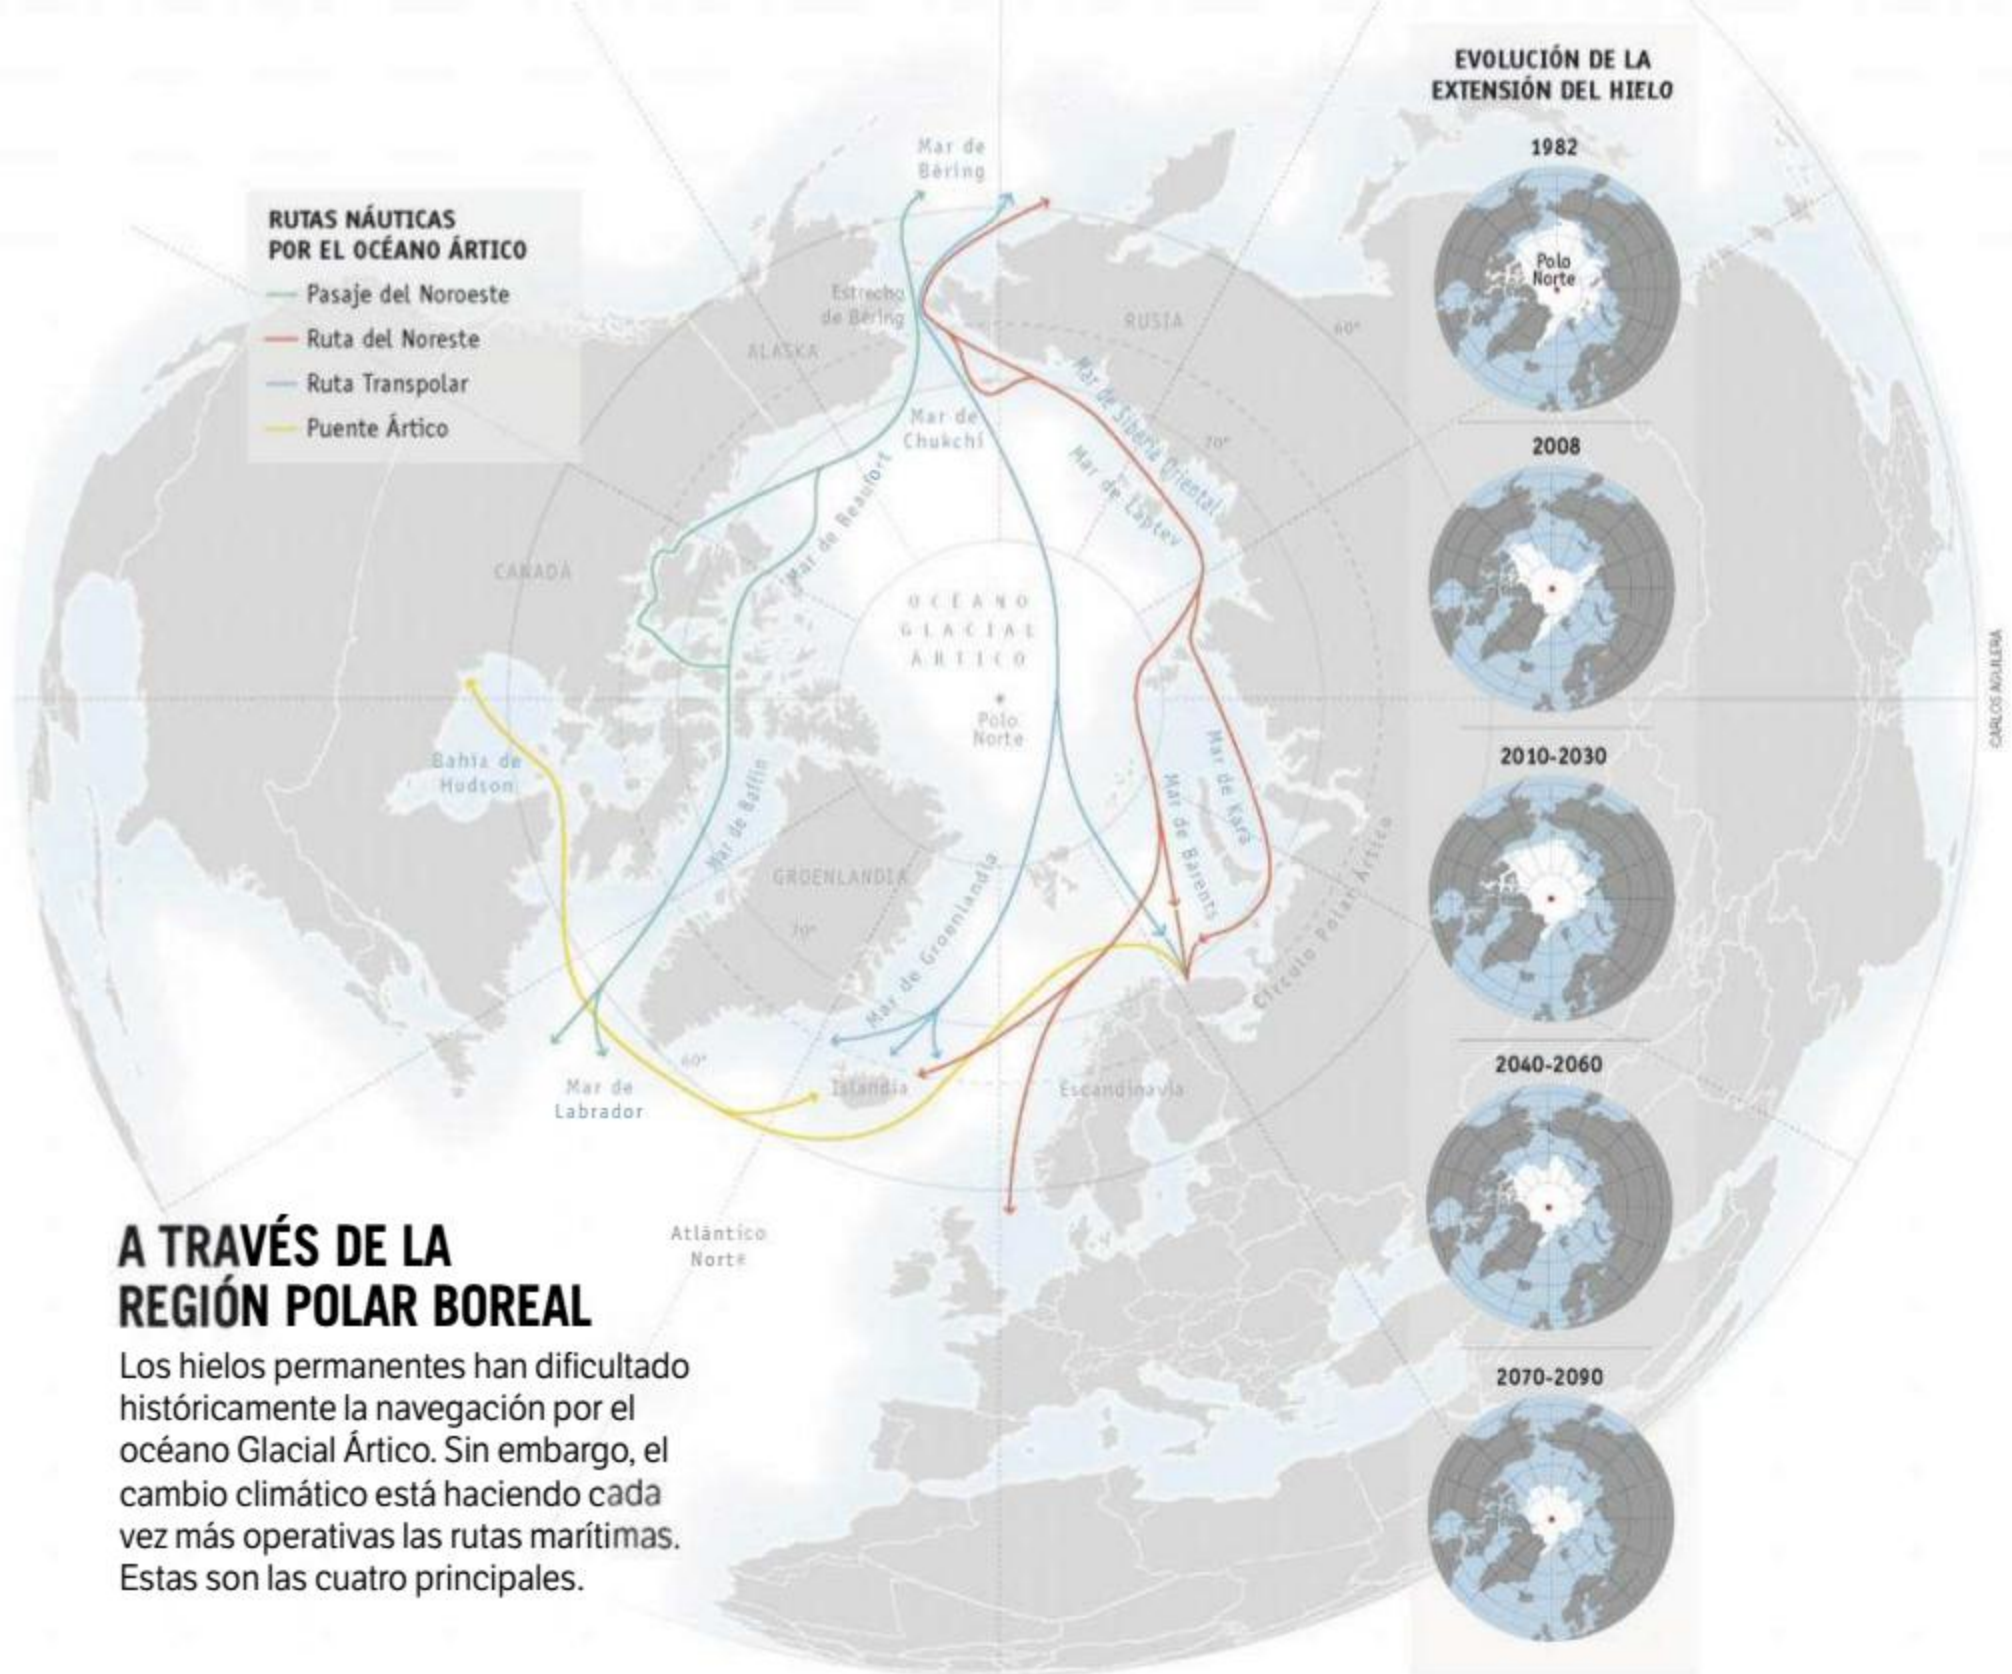 EVOLUCIÓN DE LA
EXTENSIÓN DEL HIELO
1982
Polo
Norte
2008
2010-2030
2040-2060
2070-2090
RUTAS NÁUTICAS
POR EL OCÉANO ÁRTICO
Pasaje del Noroeste
Ruta del Noreste
Ruta Transpolar
Puente Ártico
Mar de
Bering
Estrecho
de Bering
ALASKA
RUSIA
60°
Mar de
Chukchi
Mar de Siberia Oriental
70°
Mar de Laptev
Mar de Beaufort
CANADÁ
OCÉANO
GLACIAL
ÁRTICO
Polo
Norte
Bahía de
Hudson
Mar de Baffin
Mar de Kara
Mar de Barents
Círculo Polar Ártico
GROENLANDIA
70°
Mar de Groenlandia
60°
Mar de
Labrador
Islandia
Escandinavia
Atlántico
Norte
CARLOS AGUILERA
A TRAVÉS DE LA
REGIÓN POLAR BOREAL
Los hielos permanentes han dificultado
históricamente la navegación por el
océano Glacial Ártico. Sin embargo, el
cambio climático está haciendo cada
vez más operativas las rutas marítimas.
Estas son las cuatro principales.